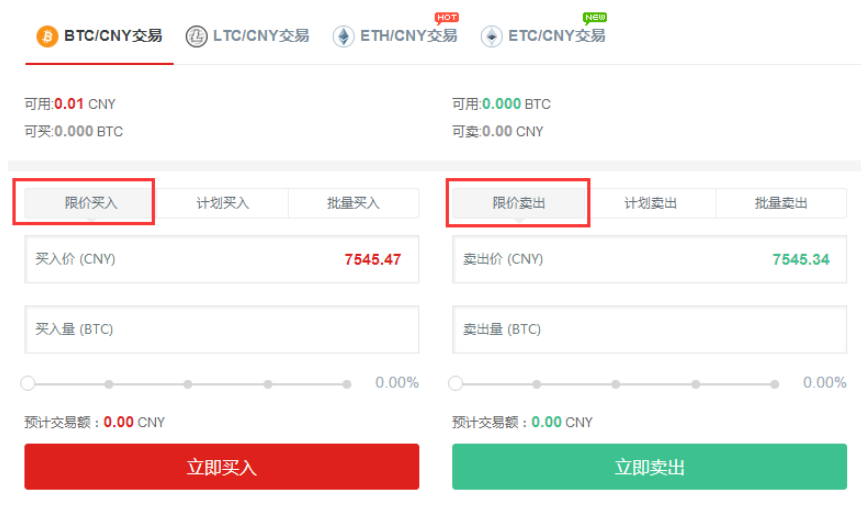 HOT NEW
BTC/CNY交易 LTC/CNY交易 ETH/CNY交易 ETC/CNY交易
可用:0.01 CNY 可用:0.000 BTC
可买:0.000 BTC 可卖:0.00 CNY
限价买入 计划买入 批量买入 限价卖出 计划卖出 批量卖出
买入价 (CNY) 7545.47 卖出价 (CNY) 7545.34
买入量 (BTC) 卖出量 (BTC)
0.00% 0.00%
预计交易额：0.00 CNY 预计交易额：0.00 CNY
立即买入 立即卖出